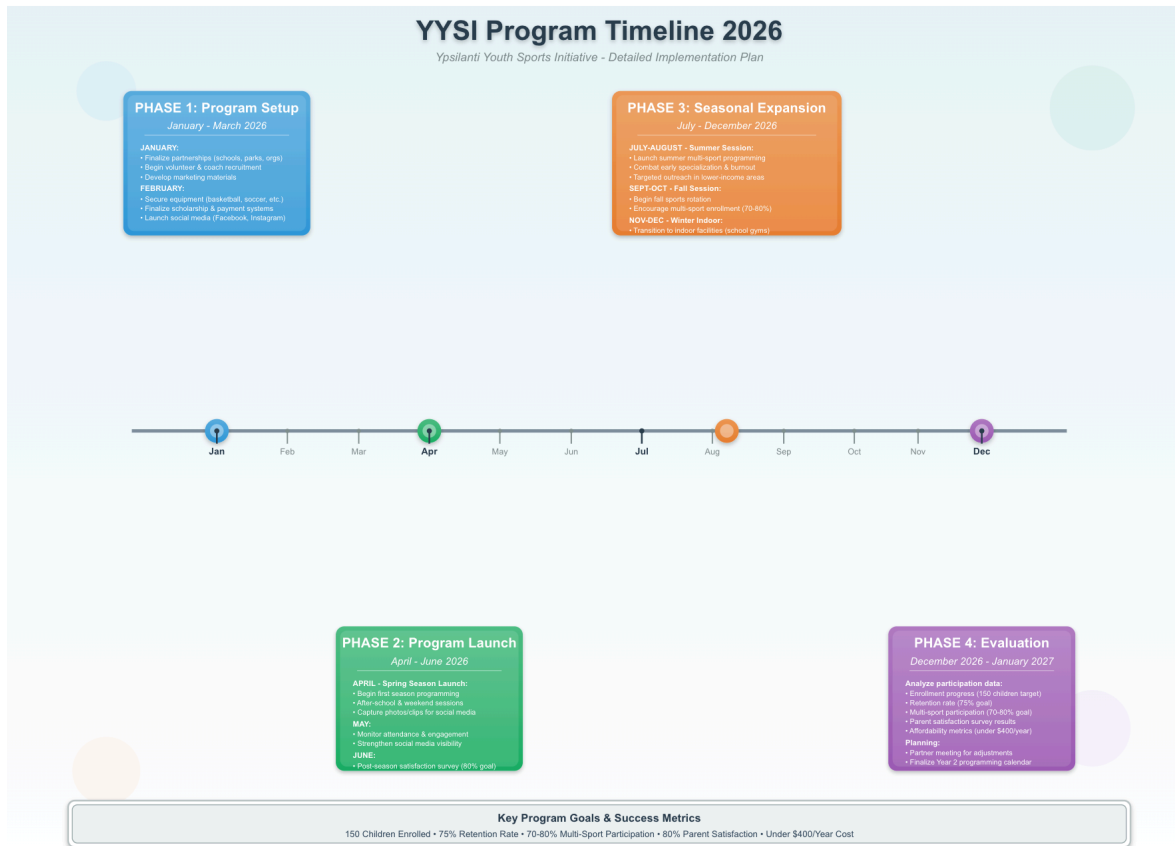 YYSI Program Timeline 2026
Ypsilanti Youth Sports Initiative - Detailed Implementation Plan
PHASE 1: Program Setup
January - March 2026
JANUARY:
• Finalize partnerships (schools, parks, orgs)
• Begin volunteer & coach recruitment
• Develop marketing materials
FEBRUARY:
• Secure equipment (basketball, soccer, etc.)
• Finalize scholarship & payment systems
• Launch social media (Facebook, Instagram)
PHASE 3: Seasonal Expansion
July - December 2026
JULY-AUGUST - Summer Session:
• Launch summer multi-sport programming
• Combat early specialization & burnout
• Targeted outreach in lower-income areas
SEPT-OCT - Fall Session:
• Begin fall sports rotation
• Encourage multi-sport enrollment (70-80%)
NOV-DEC - Winter Indoor:
• Transition to indoor facilities (school gyms)
Jan Feb Mar Apr May Jun Jul Aug Sep Oct Nov Dec
PHASE 2: Program Launch
April - June 2026
APRIL - Spring Season Launch:
• Begin first season programming
• After-school & weekend sessions
• Capture photos/clips for social media
MAY:
• Monitor attendance & engagement
• Strengthen social media visibility
JUNE:
• Post-season satisfaction survey (80% goal)
PHASE 4: Evaluation
December 2026 - January 2027
Analyze participation data:
• Enrollment progress (150 children target)
• Retention rate (75% goal)
• Multi-sport participation (70-80% goal)
• Parent satisfaction survey results
• Affordability metrics (under $400/year)
Planning:
• Partner meeting for adjustments
• Finalize Year 2 programming calendar
Key Program Goals & Success Metrics
150 Children Enrolled • 75% Retention Rate • 70-80% Multi-Sport Participation • 80% Parent Satisfaction • Under $400/Year Cost